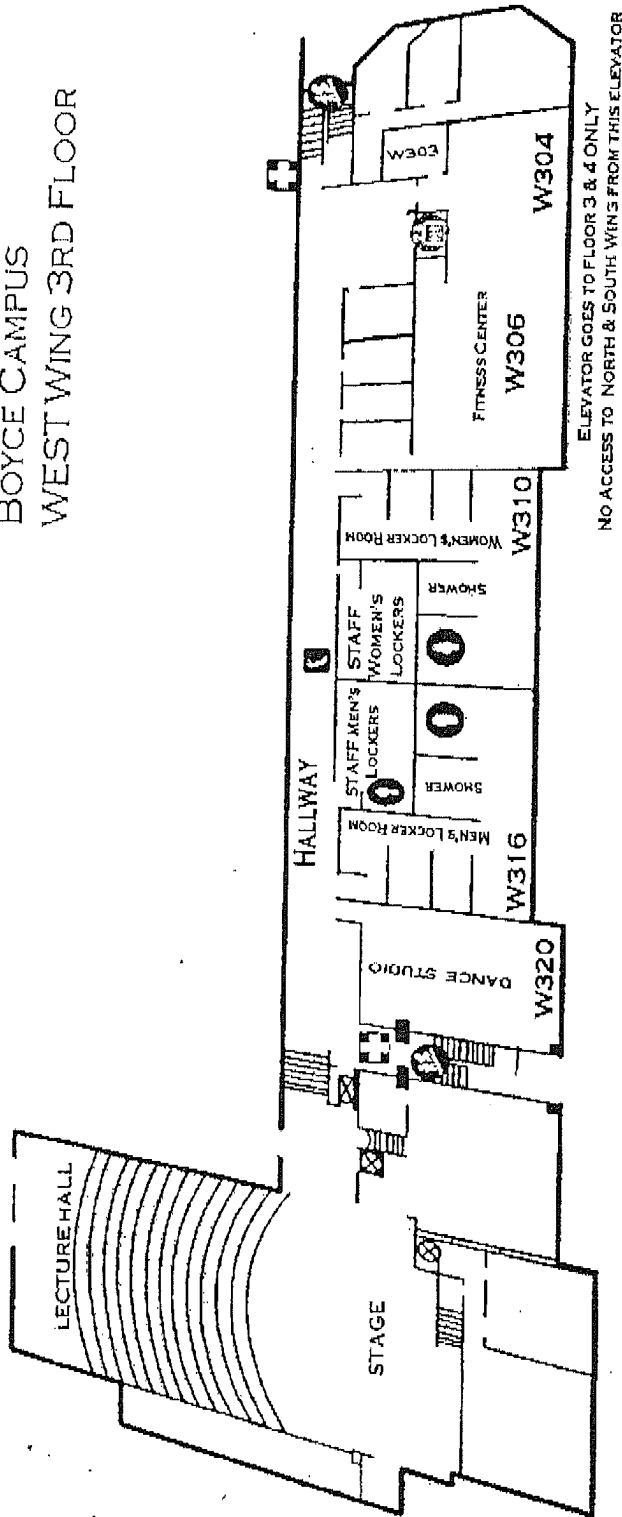 BOYCE CAMPUS
WEST WING 3RD FLOOR
LECTURE HALL
STAGE
HALLWAY
DANCE STUDIO
W320
W316
MEN'S LOCKER ROOM
SHOWER
STAFF MEN'S
LOCKERS
STAFF
WOMEN'S
LOCKERS
SHOWER
WOMEN'S LOCKER ROOM
W310
FITNESS CENTER
W306
W303
W304
ELEVATOR GOES TO FLOOR 3 & 4 ONLY
NO ACCESS TO NORTH & SOUTH WING FROM THIS ELEVATOR